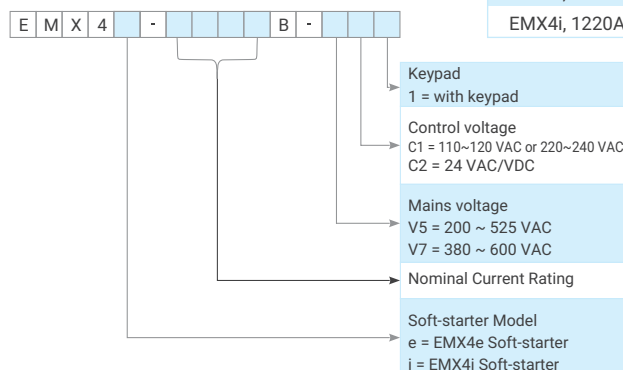 EMX4 - B -
EMX4i, 1220A
Keypad
1 = with keypad
Control voltage
C1 = 110~120 VAC or 220~240 VAC
C2 = 24 VAC/VDC
Mains voltage
V5 = 200 ~ 525 VAC
V7 = 380 ~ 600 VAC
Nominal Current Rating
Soft-starter Model
e = EMX4e Soft-starter
i = EMX4i Soft-starter